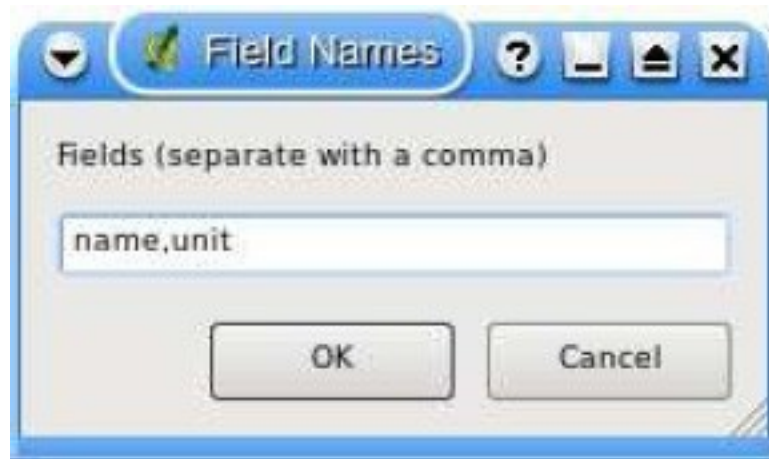 Field Names
Fields (separate with a comma)
name,unit
OK
Cancel